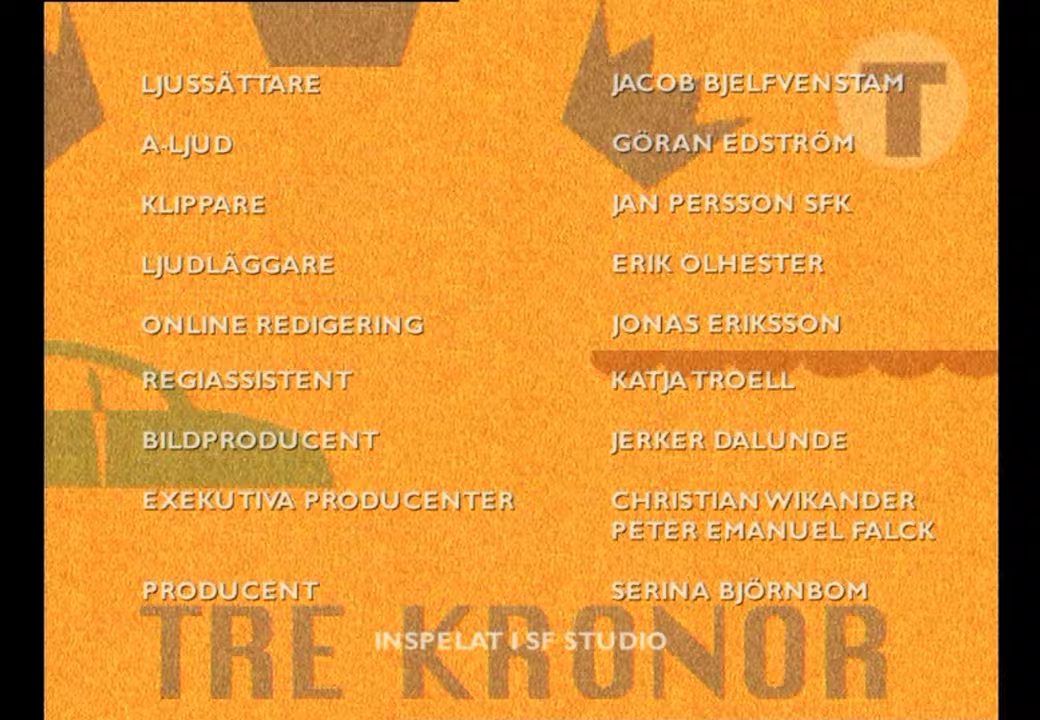 LJUSSÄTTARE JACOB BJELFVENSTAM
T
A-LJUD GÖRAN EDSTRÖM
KLIPPARE JAN PERSSON SFK
LJUDLÄGGARE ERIK OLHESTER
ONLINE REDIGERING JONAS ERIKSSON
REGIASSISTENT KATJA TROELL
BILDPRODUCENT JERKER DALUNDE
EXEKUTIVA PRODUCENTER CHRISTIAN WIKANDER
PETER EMANUEL FALCK
PRODUCENT SERINA BJÖRNBOM
INSPELAT I SF STUDIO
TRE KRONOR